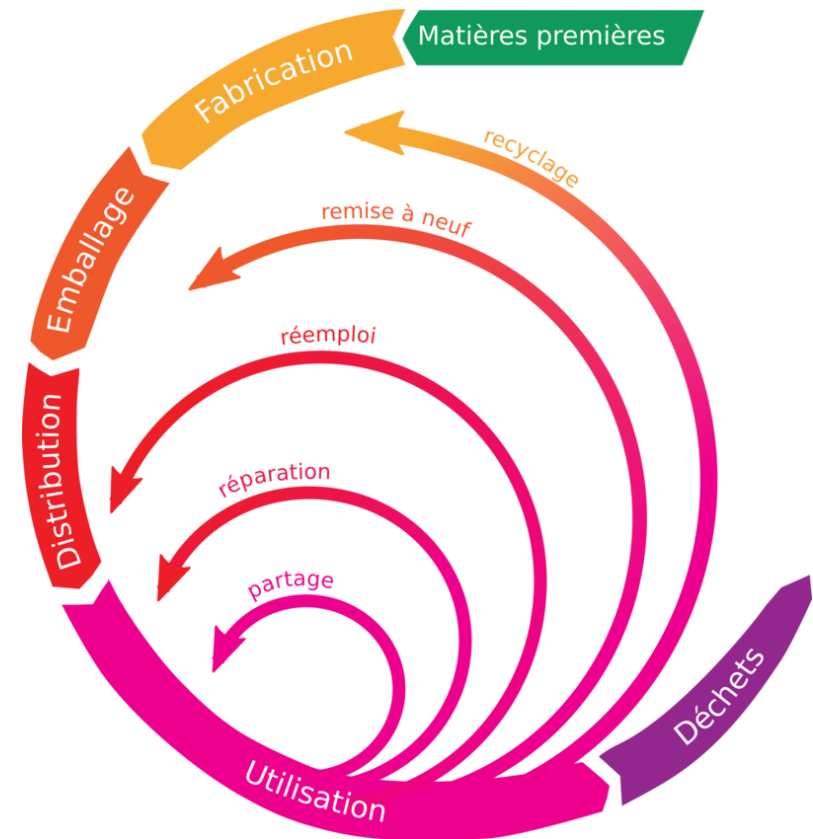 Matières premières
Fabrication
recyclage
Emballage
remise à neuf
réemploi
Distribution
réparation
partage
Déchets
Utilisation